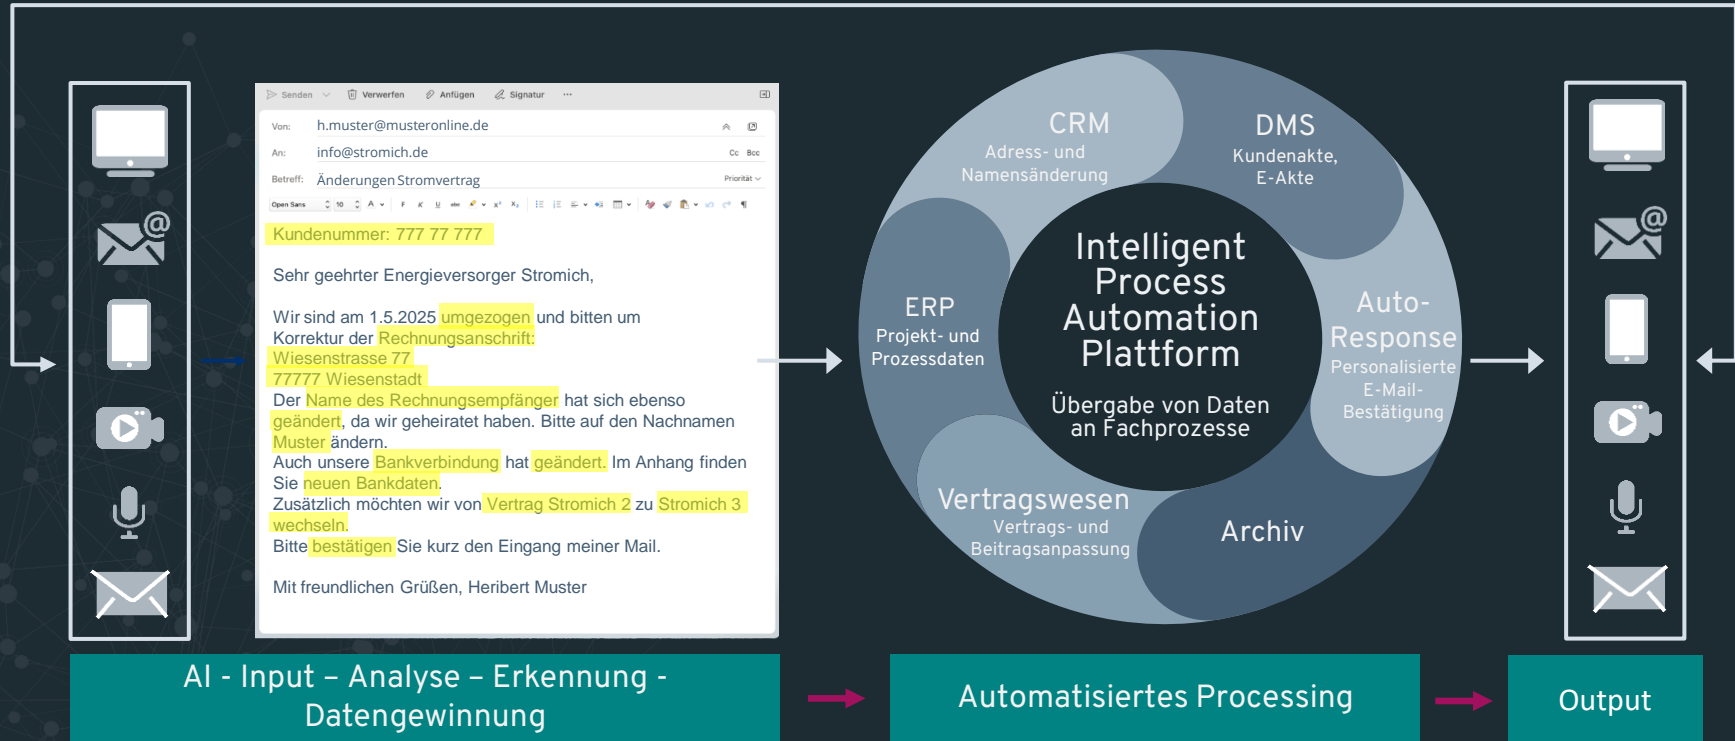 Senden
Verwerfen
Anfügen
Signatur
...
Von: h.muster@musteronline.de
An: info@stromich.de
Cc Bcc
Betreff: Änderungen Stromvertrag
Priorität
Open Sans 10 A F K U abc x² x₂
Kundenummer: 777 77 777
Sehr geehrter Energieversorger Stromich,
Wir sind am 1.5.2025 umgezogen und bitten um
Korrektur der Rechnungsanschrift:
Wiesenstrasse 77
77777 Wiesenstadt
Der Name des Rechnungsempfänger hat sich ebenso
geändert, da wir geheiratet haben. Bitte auf den Nachnamen
Muster ändern.
Auch unsere Bankverbindung hat geändert. Im Anhang finden
Sie neuen Bankdaten.
Zusätzlich möchten wir von Vertrag Stromich 2 zu Stromich 3
wechseln.
Bitte bestätigen Sie kurz den Eingang meiner Mail.
Mit freundlichen Grüßen, Heribert Muster
@
CRM
Adress- und
Namensänderung
DMS
Kundenakte,
E-Akte
ERP
Projekt- und
Prozessdaten
Intelligent
Process
Automation
Plattform
Übergabe von Daten
an Fachprozesse
Auto-
Response
Personalisierte
E-Mail-
Bestätigung
Vertragswesen
Vertrags- und
Beitragsanpassung
Archiv
@
AI - Input – Analyse – Erkennung -
Datengewinnung
Automatisiertes Processing
Output